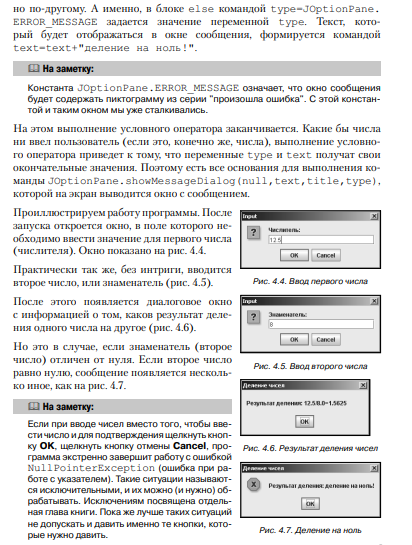 но по-другому. А именно, в блоке else командой type=JOptionPane.
ERROR_MESSAGE задается значение переменной type. Текст, кото-
рый будет отображаться в окне сообщения, формируется командой
text=text+"деление на ноль!".
На заметку:
Константа JOptionPane.ERROR_MESSAGE означает, что окно сообщения
будет содержать пиктограмму из серии "произошла ошибка". С этой констан-
той и таким окном мы уже сталкивались.
На этом выполнение условного оператора заканчивается. Какие бы числа
ни ввел пользователь (если это, конечно же, числа), выполнение условно-
го оператора приведет к тому, что переменные type и text получат свои
окончательные значения. Поэтому есть все основания для выполнения ко-
манды JOptionPane.showMessageDialog(null,text,title,type),
которой на экран выводится окно с сообщением.
Проиллюстрируем работу программы. После
запуска откроется окно, в поле которого не-
обходимо ввести значение для первого числа
(числителя). Окно показано на рис. 4.4.
Практически так же, без интриги, вводится
второе число, или знаменатель (рис. 4.5).
После этого появляется диалоговое окно
с информацией о том, каков результат деле-
ния одного числа на другое (рис. 4.6).
Но это в случае, если знаменатель (второе
число) отличен от нуля. Если второе число
равно нулю, сообщение появляется несколь-
ко иное, как на рис. 4.7.
На заметку:
Если при вводе чисел вместо того, чтобы вве-
сти число и для подтверждения щелкнуть кноп-
ку OK, щелкнуть кнопку отмены Cancel, про-
грамма экстренно завершит работу с ошибкой
NullPointerException (ошибка при ра-
боте с указателем). Такие ситуации называют-
ся исключительными, и их можно (и нужно) об-
рабатывать. Исключениям посвящена отдель-
ная глава книги. Пока же лучше таких ситуаций
не допускать и давить именно те кнопки, кото-
рые нужно давить.
Input
Числитель:
12.5
OK Cancel
Рис. 4.4. Ввод первого числа
Input
Знаменатель:
8
OK Cancel
Рис. 4.5. Ввод второго числа
Деление чисел
Результат деления: 12.5/8.0=1.5625
OK
Рис. 4.6. Результат деления чисел
Деление чисел
Результат деления: деление на ноль!
OK
Рис. 4.7. Деление на ноль